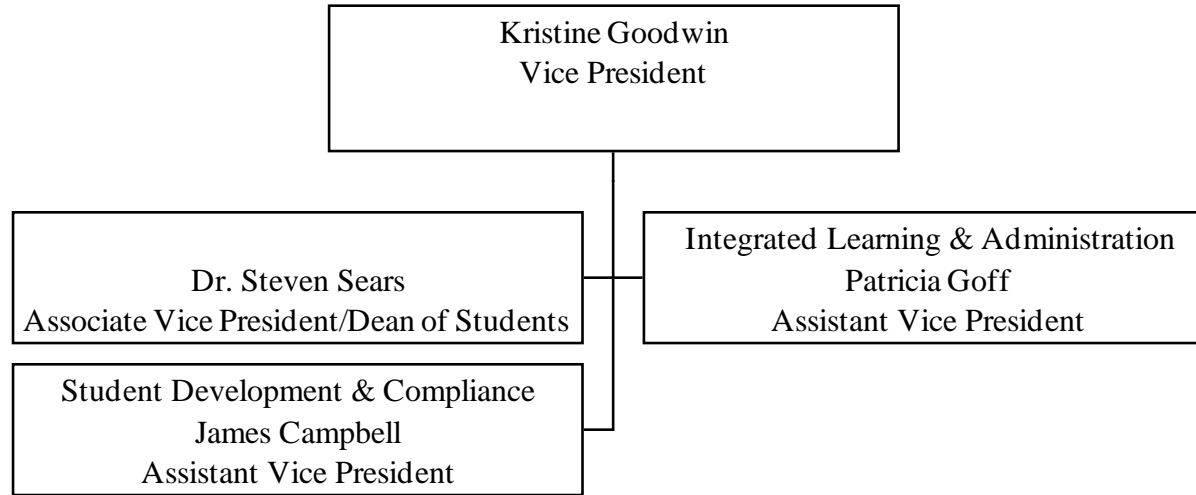 Kristine Goodwin
Vice President
Dr. Steven Sears
Associate Vice President/Dean of Students
Integrated Learning & Administration
Patricia Goff
Assistant Vice President
Student Development & Compliance
James Campbell
Assistant Vice President